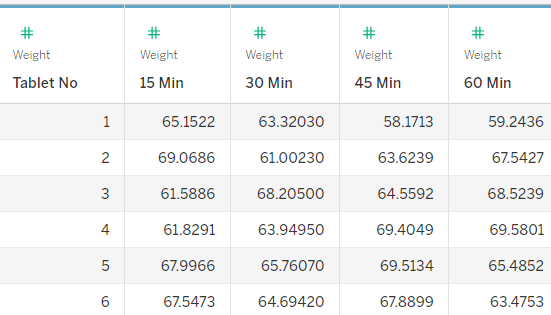 # # # # #
Weight Weight Weight Weight Weight
Tablet No 15 Min 30 Min 45 Min 60 Min
1 65.1522 63.32030 58.1713 59.2436
2 69.0686 61.00230 63.6239 67.5427
3 61.5886 68.20500 64.5592 68.5239
4 61.8291 63.94950 69.4049 69.5801
5 67.9966 65.76070 69.5134 65.4852
6 67.5473 64.69420 67.8899 63.4753